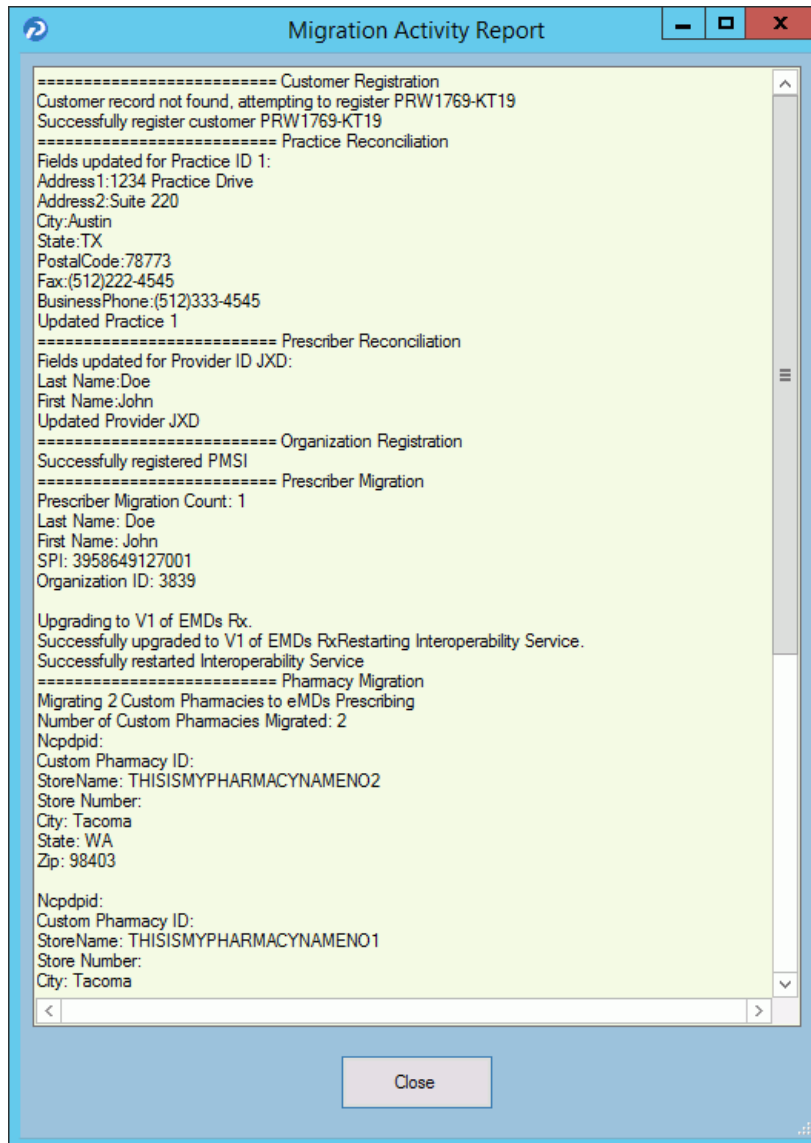 Migration Activity Report
========================== Customer Registration
Customer record not found, attempting to register PRW1769-KT19
Successfully register customer PRW1769-KT19
========================== Practice Reconciliation
Fields updated for Practice ID 1:
Address1:1234 Practice Drive
Address2:Suite 220
City:Austin
State:TX
PostalCode:78773
Fax:(512)222-4545
BusinessPhone:(512)333-4545
Updated Practice 1
========================== Prescriber Reconciliation
Fields updated for Provider ID JXD:
Last Name:Doe
First Name:John
Updated Provider JXD
========================== Organization Registration
Successfully registered PMSI
========================== Prescriber Migration
Prescriber Migration Count: 1
Last Name: Doe
First Name: John
SPI: 3958649127001
Organization ID: 3839
Upgrading to V1 of EMDs Rx.
Successfully upgraded to V1 of EMDs RxRestarting Interoperability Service.
Successfully restarted Interoperability Service
========================== Pharmacy Migration
Migrating 2 Custom Pharmacies to eMDs Prescribing
Number of Custom Pharmacies Migrated: 2
Ncpdpid:
Custom Pharmacy ID:
StoreName: THISISMYPHARMACYNAMENO2
Store Number:
City: Tacoma
State: WA
Zip: 98403
Ncpdpid:
Custom Pharmacy ID:
StoreName: THISISMYPHARMACYNAMENO1
Store Number:
City: Tacoma
Close